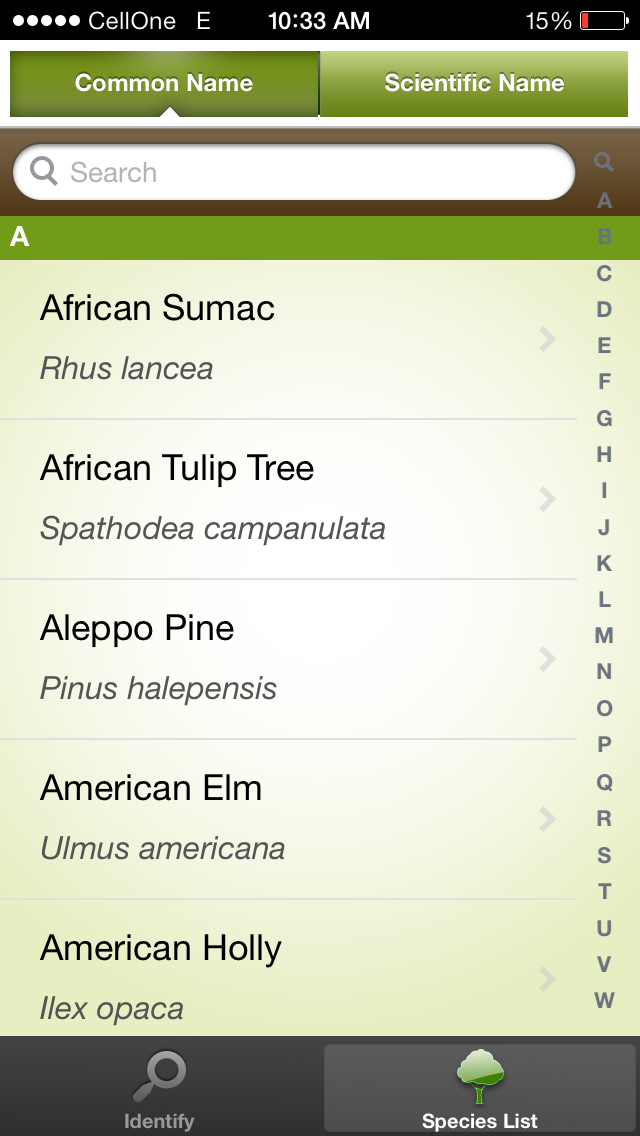 CellOne E 10:33 AM 15%
Common Name Scientific Name
Search
A
African Sumac
Rhus lancea
African Tulip Tree
Spathodea campanulata
Aleppo Pine
Pinus halepensis
American Elm
Ulmus americana
American Holly
Ilex opaca
A
B
C
D
E
F
G
H
I
J
K
L
M
N
O
P
Q
R
S
T
U
V
W
Identify Species List